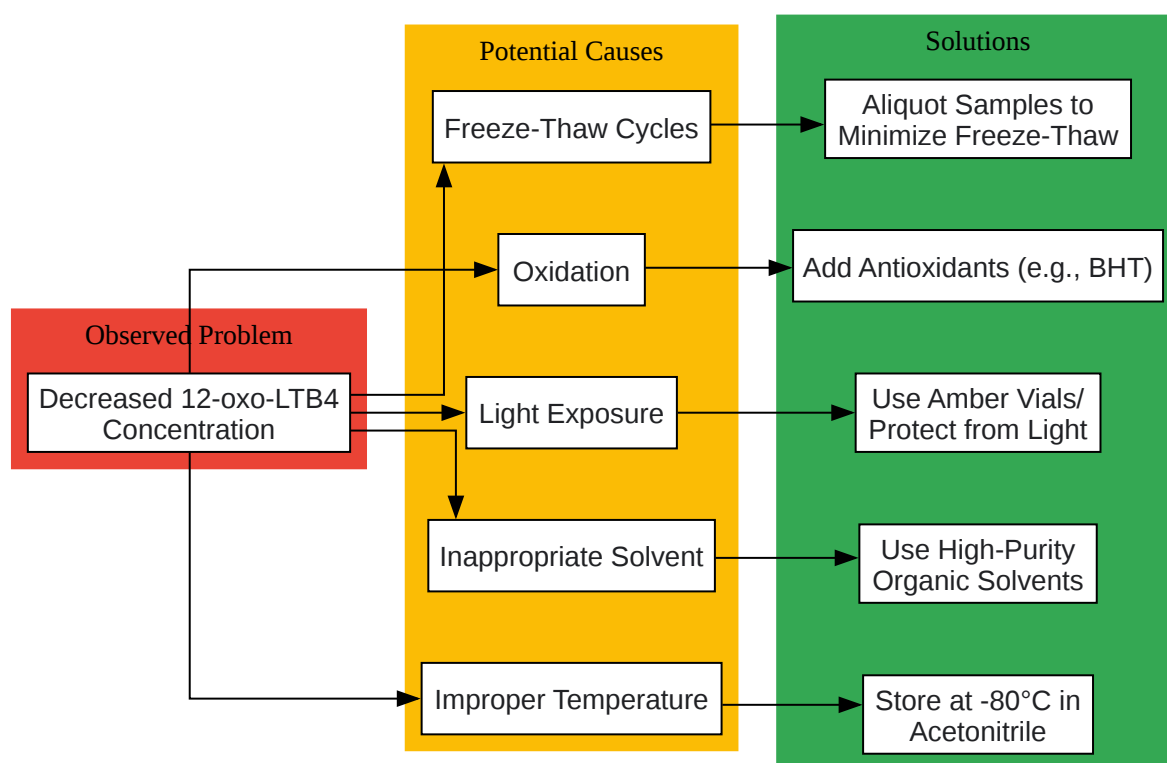 Observed Problem
Decreased 12-oxo-LTB4
Concentration
Potential Causes
Freeze-Thaw Cycles
Oxidation
Light Exposure
Inappropriate Solvent
Improper Temperature
Solutions
Aliquot Samples to
Minimize Freeze-Thaw
Add Antioxidants (e.g., BHT)
Use Amber Vials/
Protect from Light
Use High-Purity
Organic Solvents
Store at -80°C in
Acetonitrile